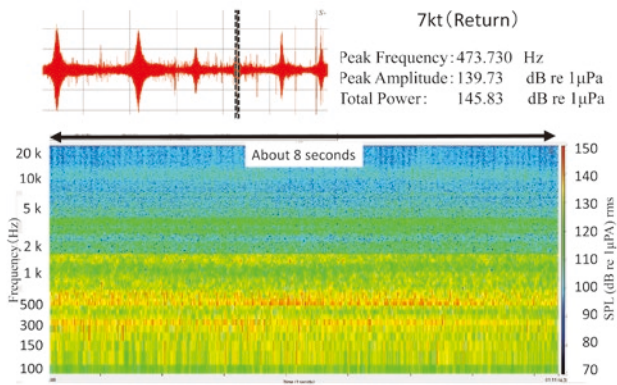 7kt(Return)
Peak Frequency: 473.730 Hz
Peak Amplitude: 139.73 dB re 1μPa
Total Power: 145.83 dB re 1μPa
About 8 seconds
20 k
10k
5 k
2 k
1 k
500
300
150
100
Frequency(Hz)
150
140
130
120
110
100
90
80
70
SPL (dB re 1μPA) rms